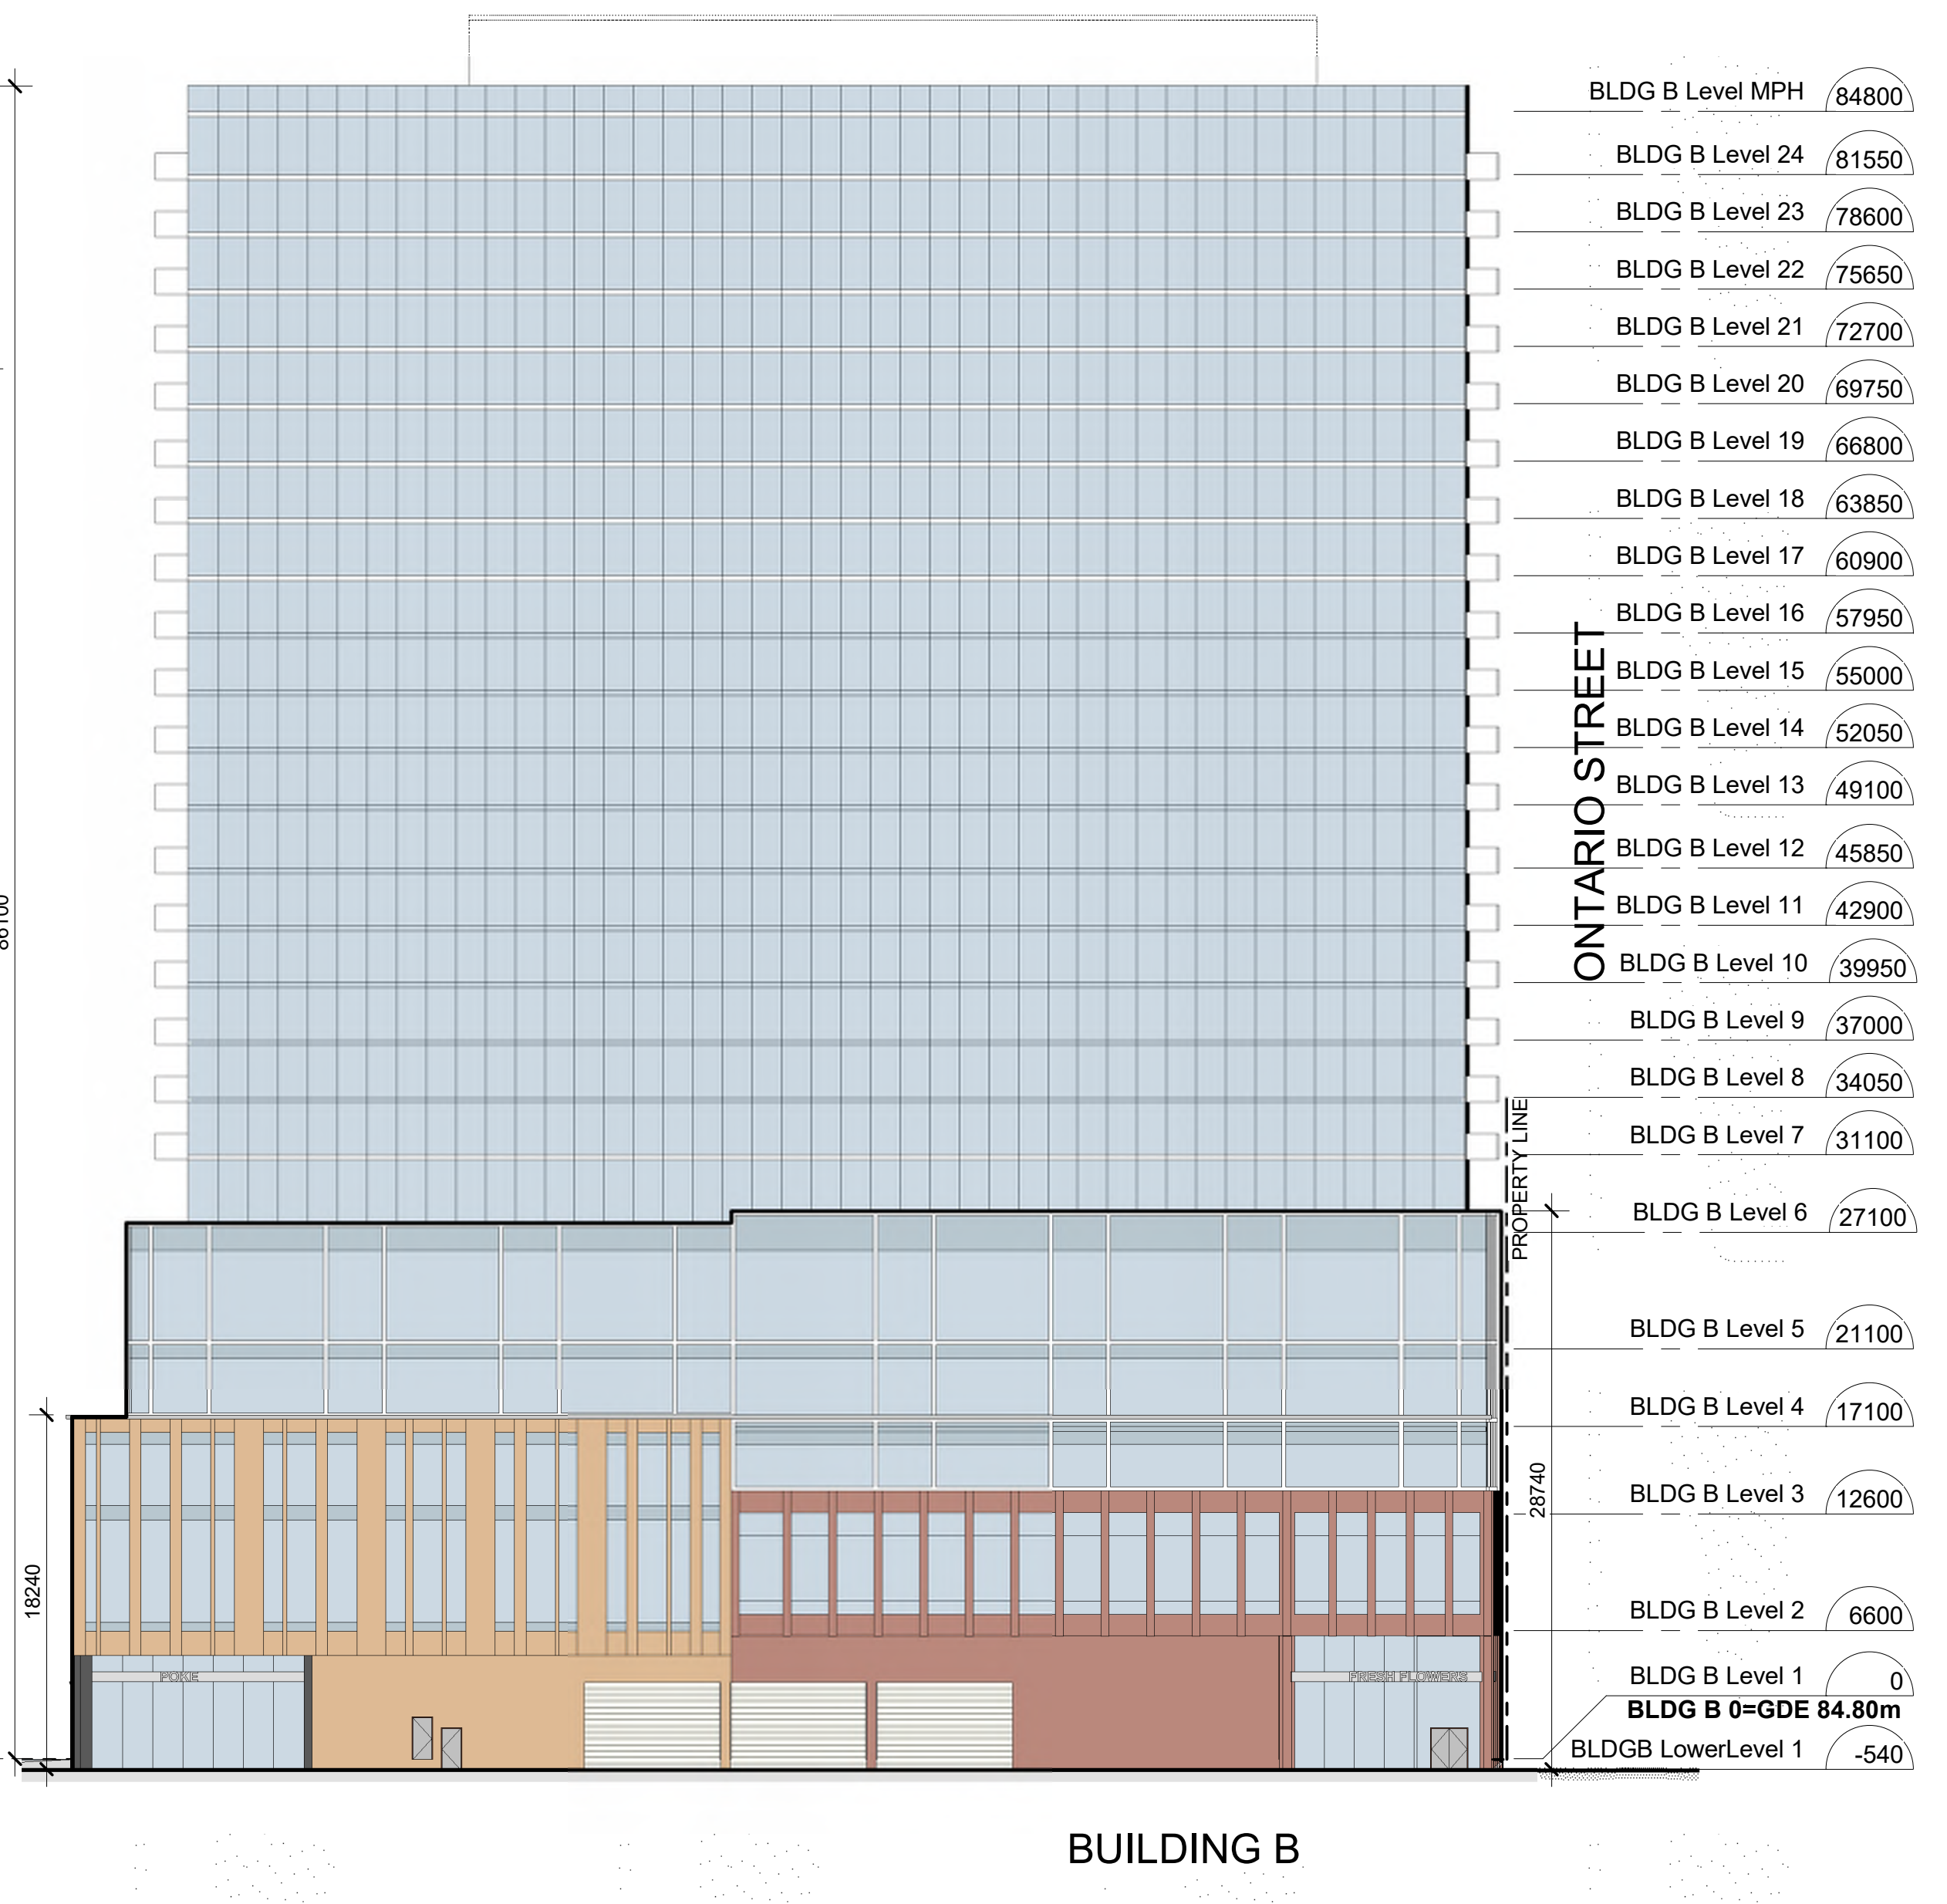 BLDG B Level MPH 84800
BLDG B Level 24 81550
BLDG B Level 23 78600
BLDG B Level 22 75650
BLDG B Level 21 72700
BLDG B Level 20 69750
BLDG B Level 19 66800
BLDG B Level 18 63850
BLDG B Level 17 60900
BLDG B Level 16 57950
BLDG B Level 15 55000
BLDG B Level 14 52050
BLDG B Level 13 49100
BLDG B Level 12 45850
BLDG B Level 11 42900
BLDG B Level 10 39950
BLDG B Level 9 37000
BLDG B Level 8 34050
BLDG B Level 7 31100
BLDG B Level 6 27100
BLDG B Level 5 21100
BLDG B Level 4 17100
BLDG B Level 3 12600
BLDG B Level 2 6600
BLDG B Level 1 0
BLDG B 0=GDE 84.80m
BLDGB LowerLevel 1 -540
ONTARIO STREET
PROPERTY LINE
86100
28740
18240
POKE
FRESH FLOWERS
BUILDING B